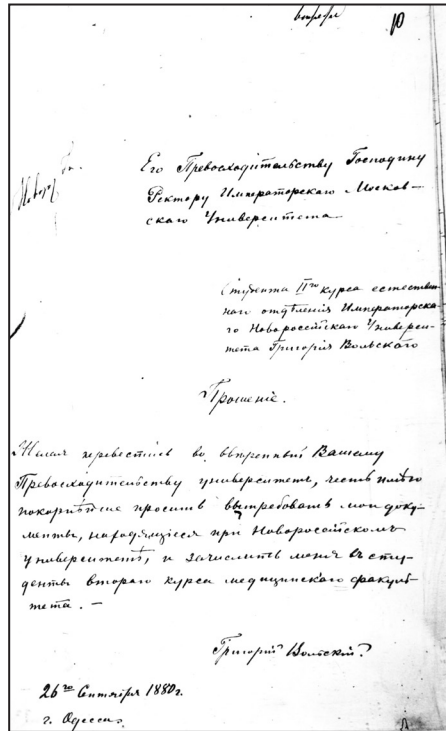 10
Его Превосходительству Господину
Ректору Императорскаго Москов-
скаго Университета
Студента IIго курса естествен-
наго отдѣленія Императорска-
го Новороссійскаго Универси-
тета Григорія Вольскаго
Прошеніе.
Желая перевестись во ввѣренный Вашему
Превосходительству университетъ, честь имѣю
покорнѣйше просить вытребовать мои доку-
менты, находящіеся при Новороссійскомъ
университетѣ, и зачислить меня въ сту-
денты втораго курса медицинскаго факуль-
тета. —
Григорій Вольскій.
26го Сентября 1880г.
г. Одесса